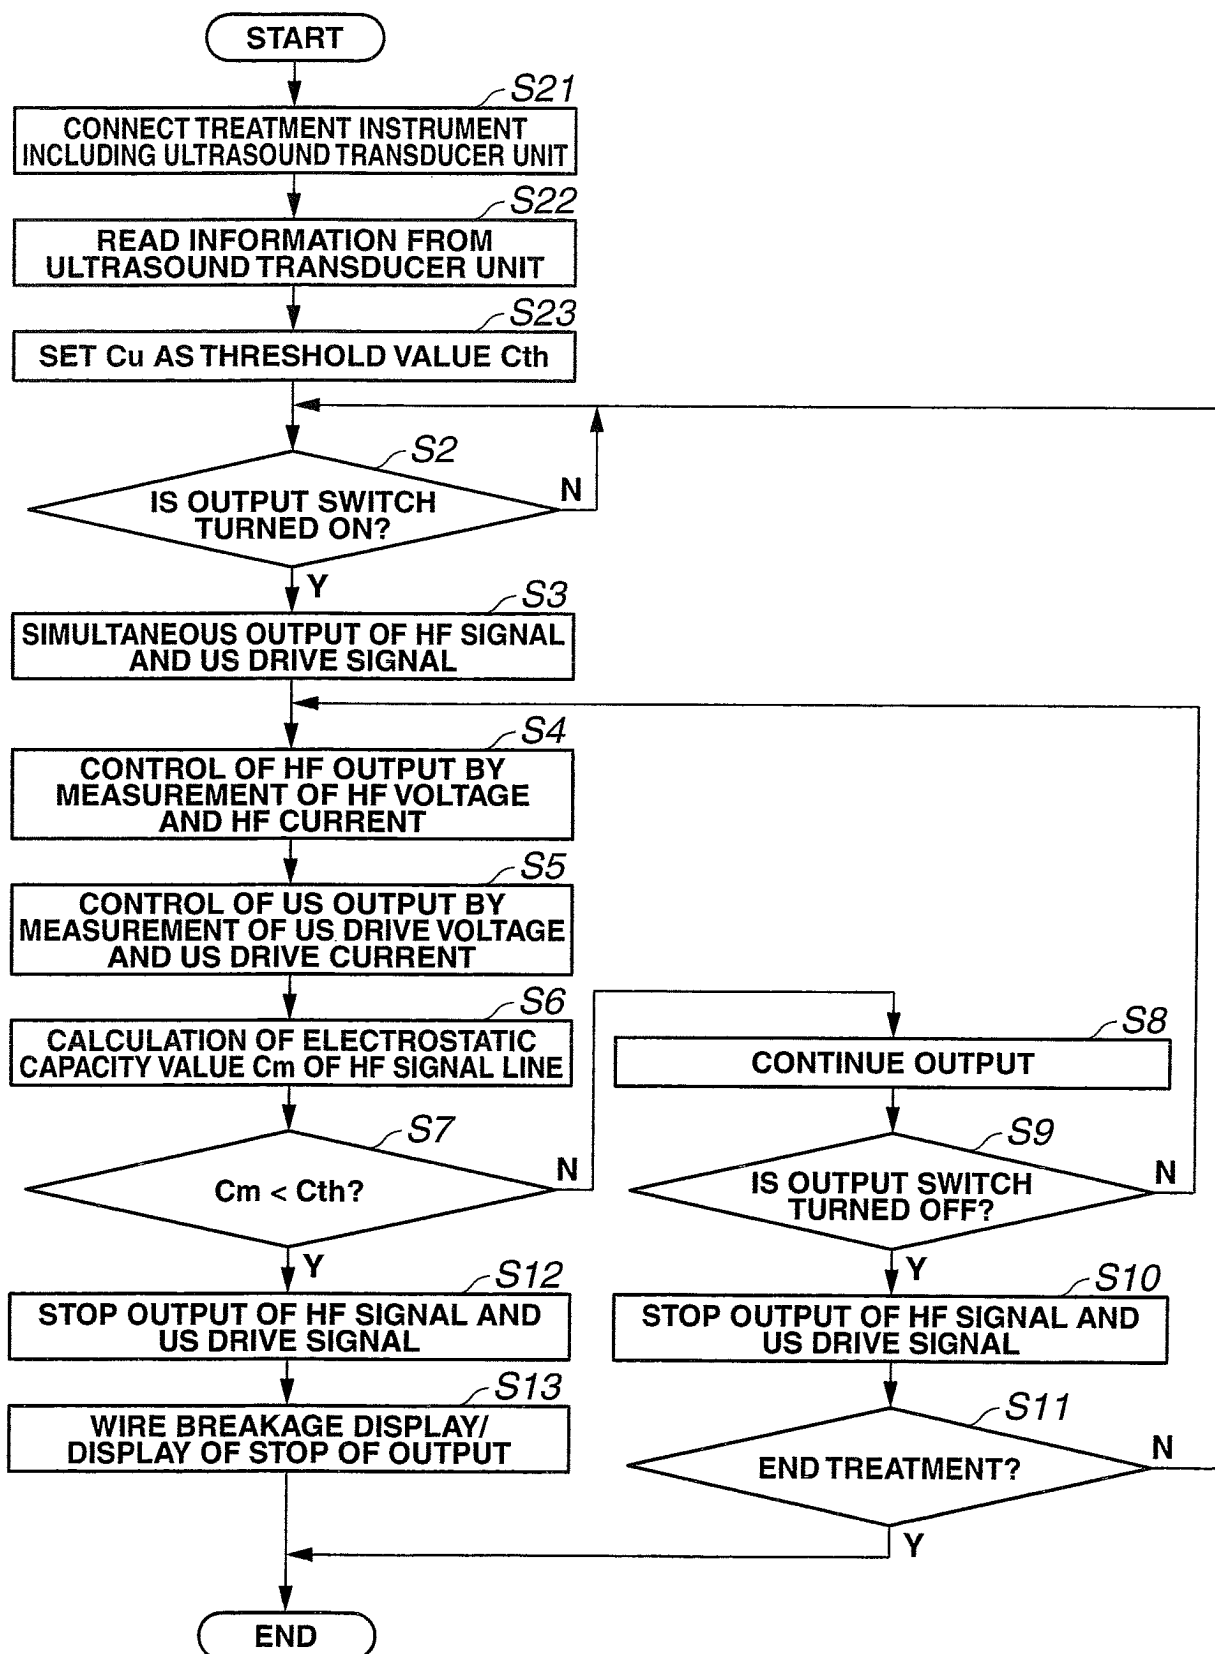 START
S21
CONNECT TREATMENT INSTRUMENT
INCLUDING ULTRASOUND TRANSDUCER UNIT
S22
READ INFORMATION FROM
ULTRASOUND TRANSDUCER UNIT
S23
SET Cu AS THRESHOLD VALUE Cth
S2
IS OUTPUT SWITCH
TURNED ON?
N
Y
S3
SIMULTANEOUS OUTPUT OF HF SIGNAL
AND US DRIVE SIGNAL
S4
CONTROL OF HF OUTPUT BY
MEASUREMENT OF HF VOLTAGE
AND HF CURRENT
S5
CONTROL OF US OUTPUT BY
MEASUREMENT OF US DRIVE VOLTAGE
AND US DRIVE CURRENT
S6
CALCULATION OF ELECTROSTATIC
CAPACITY VALUE Cm OF HF SIGNAL LINE
S7
Cm < Cth?
N
Y
S12
STOP OUTPUT OF HF SIGNAL AND
US DRIVE SIGNAL
S13
WIRE BREAKAGE DISPLAY/
DISPLAY OF STOP OF OUTPUT
S8
CONTINUE OUTPUT
S9
IS OUTPUT SWITCH
TURNED OFF?
N
Y
S10
STOP OUTPUT OF HF SIGNAL AND
US DRIVE SIGNAL
S11
END TREATMENT?
N
Y
END